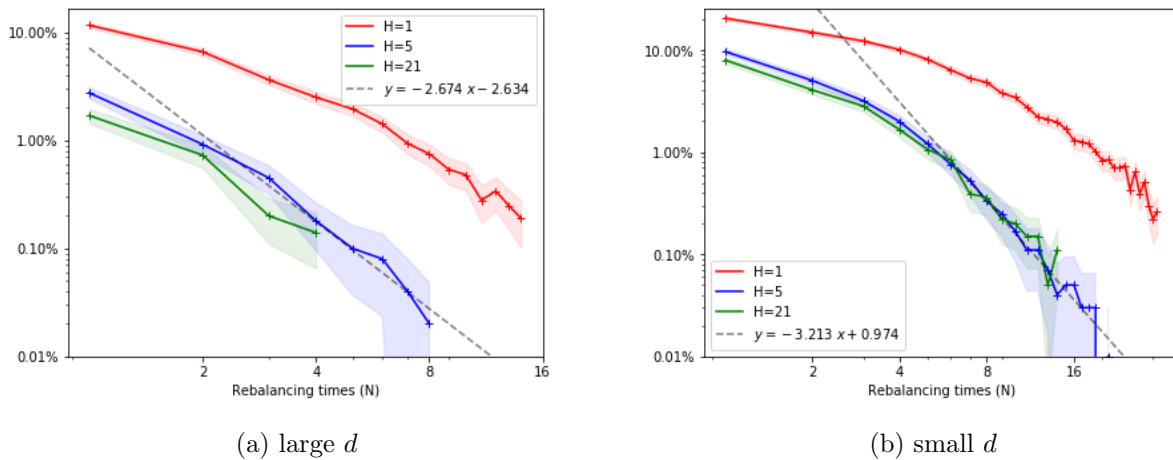 10.00%
1.00%
0.10%
0.01%
H=1
H=5
H=21
y = −2.674 x − 2.634
2 4 8 16
Rebalancing times (N)
(a) large d
10.00%
1.00%
0.10%
0.01%
H=1
H=5
H=21
y = −3.213 x + 0.974
2 4 8 16
Rebalancing times (N)
(b) small d